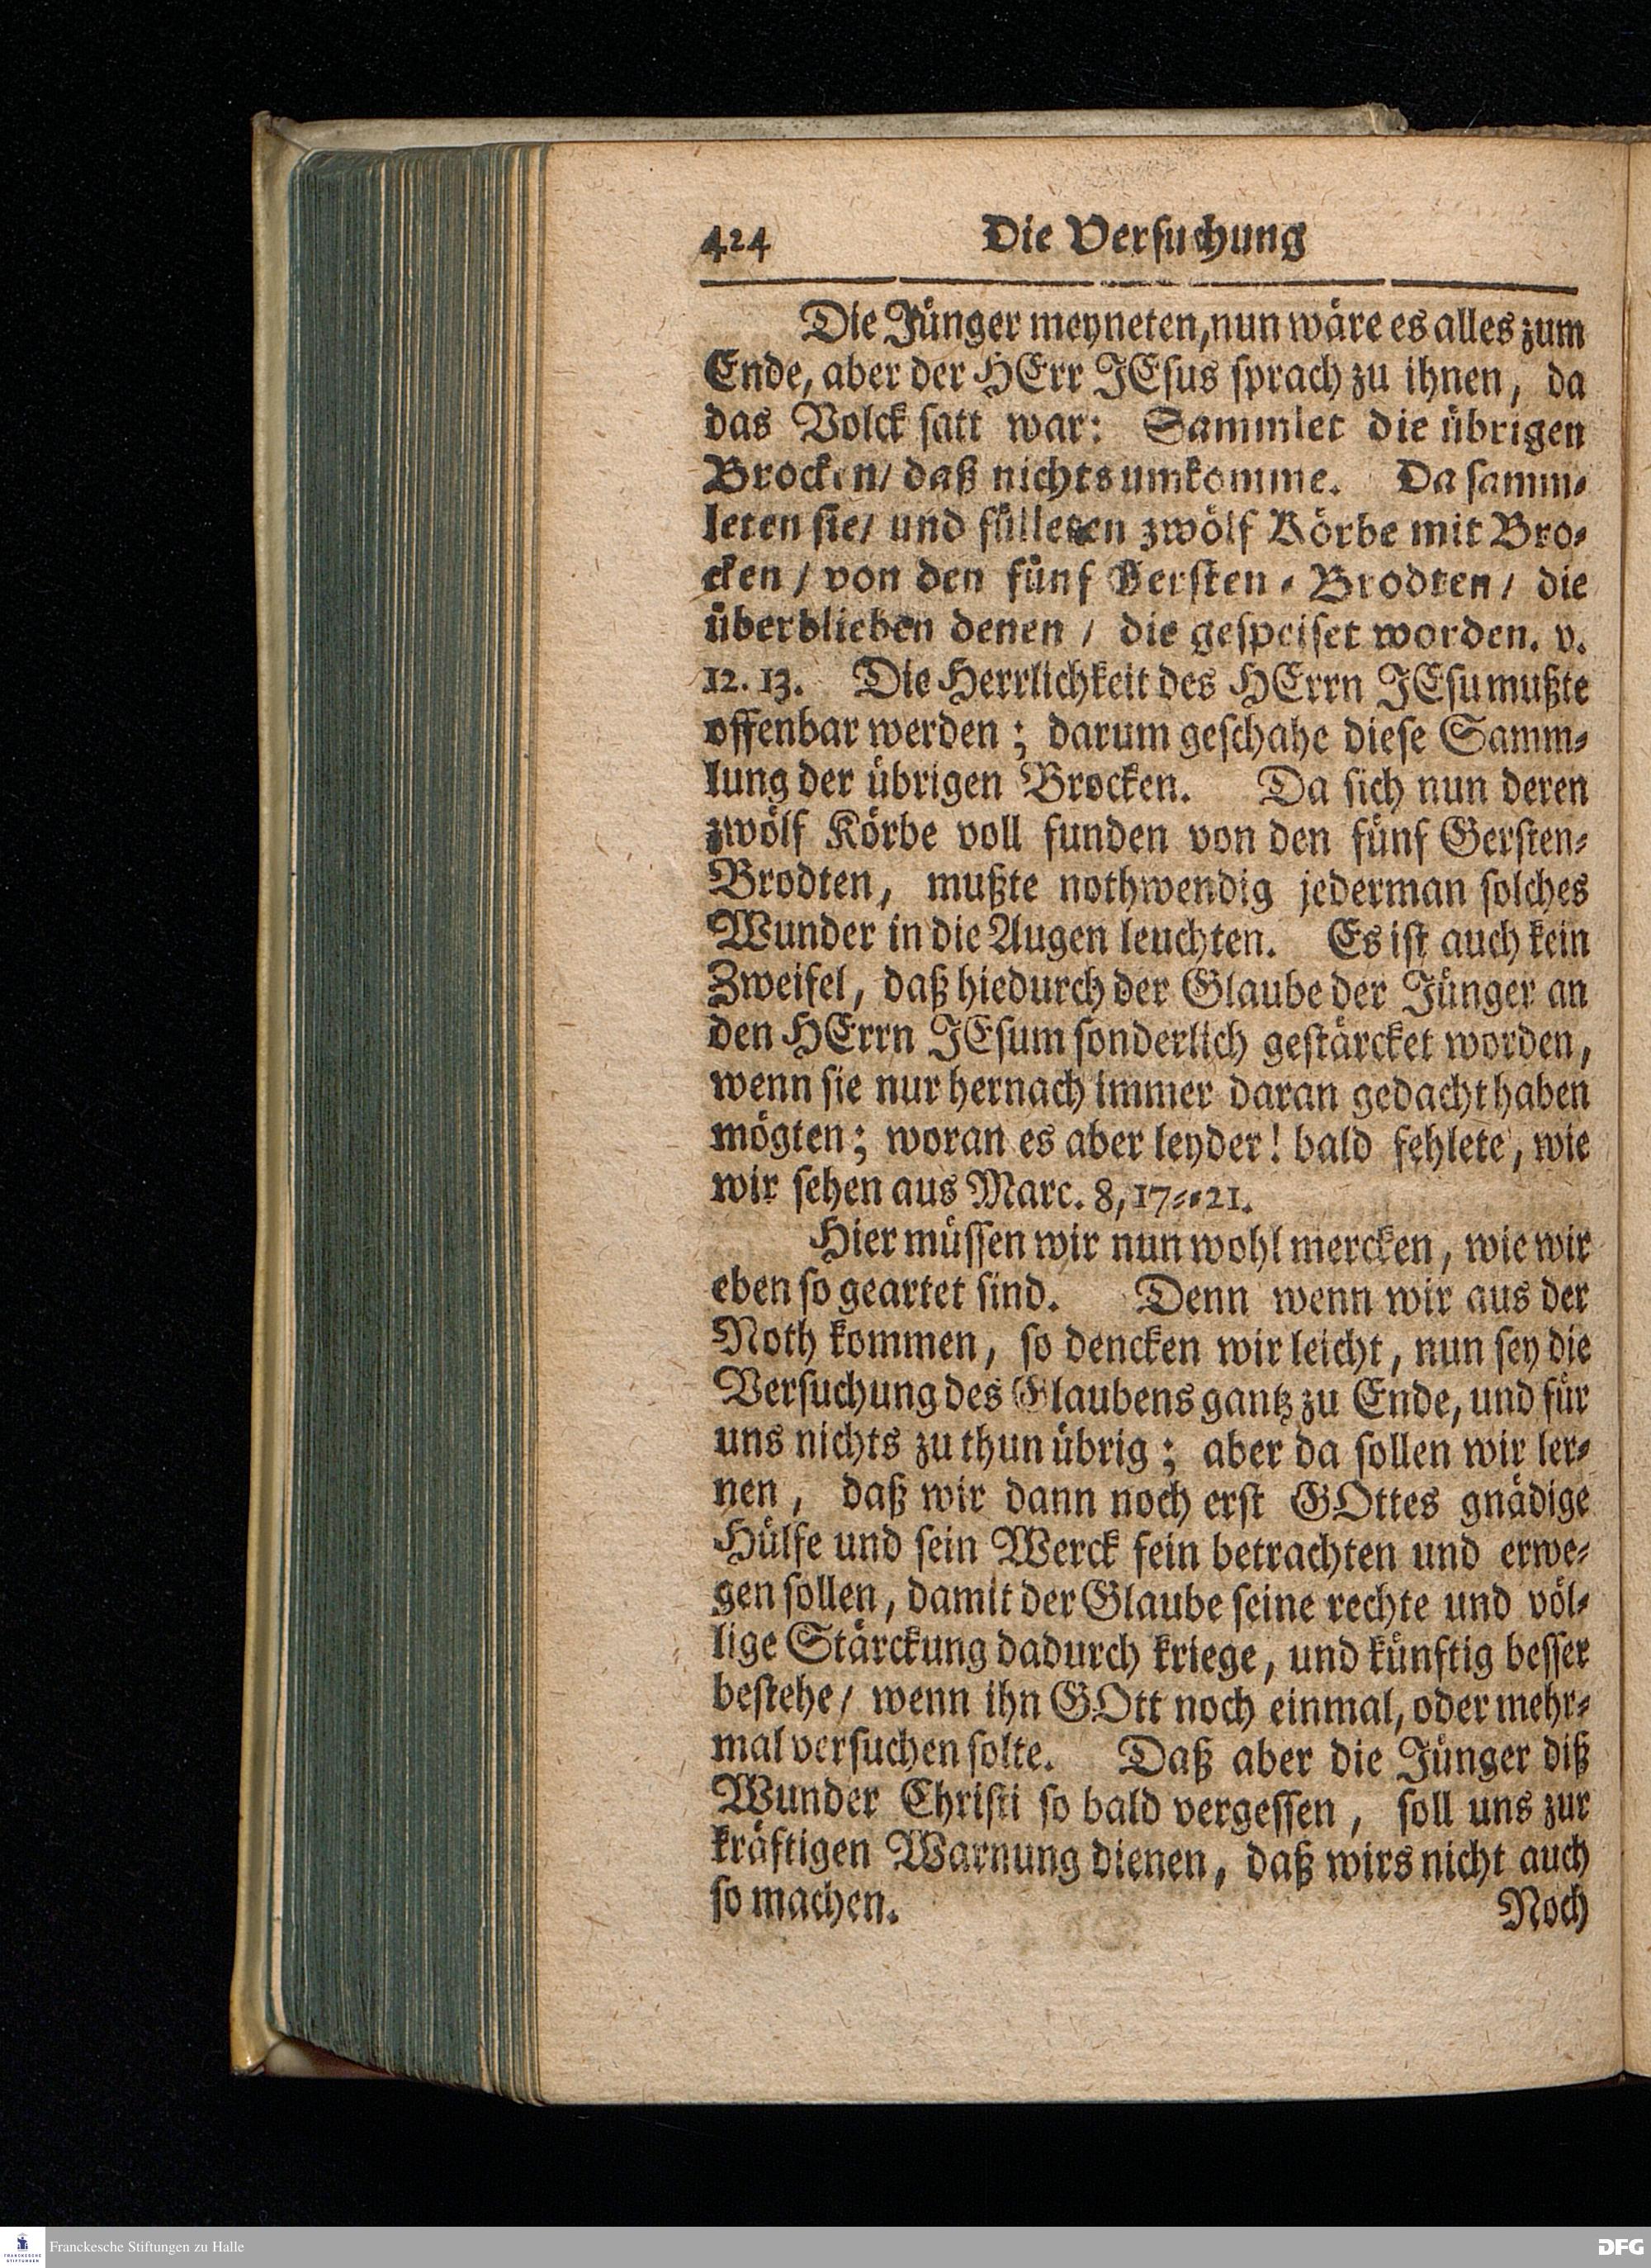 424 Die Versuchung
Die Jünger meyneten, nun wäre es alles zum
Ende, aber der HErr JEsus sprach zu ihnen, da
das Volck satt war: Sammlet die übrigen
Brocken/ daß nichts umkomme. Da samm-
leten sie/ und fülleten zwölf Körbe mit Bro-
cken / von den fünf Gersten-Brodten / die
überblieben denen / die gespeiset worden. v.
12. 13. Die Herrlichkeit des HErrn JEsu mußte
offenbar werden; darum geschahe diese Samm-
lung der übrigen Brocken. Da sich nun deren
zwölf Körbe voll funden von den fünf Gersten-
Brodten, mußte nothwendig jederman solches
Wunder in die Augen leuchten. Es ist auch kein
Zweifel, daß hiedurch der Glaube der Jünger an
den HErrn JEsum sonderlich gestärcket worden,
wenn sie nur hernach immer daran gedacht haben
mögten; woran es aber leyder! bald fehlete, wie
wir sehen aus Marc. 8, 17--21.
Hier müssen wir nun wohl mercken, wie wir
eben so geartet sind. Denn wenn wir aus der
Noth kommen, so dencken wir leicht, nun sey die
Versuchung des Glaubens gantz zu Ende, und für
uns nichts zu thun übrig; aber da sollen wir ler-
nen, daß wir dann noch erst GOttes gnädige
Hülfe und sein Werck fein betrachten und erwe-
gen sollen, damit der Glaube seine rechte und völ-
lige Stärckung dadurch kriege, und künftig besser
bestehe/ wenn ihn GOtt noch einmal, oder mehr-
mal versuchen solte. Daß aber die Jünger diß
Wunder Christi so bald vergessen, soll uns zur
kräftigen Warnung dienen, daß wirs nicht auch
so machen. Noch
FRANCKESCHE STIFTUNGEN
Franckesche Stiftungen zu Halle
DFG